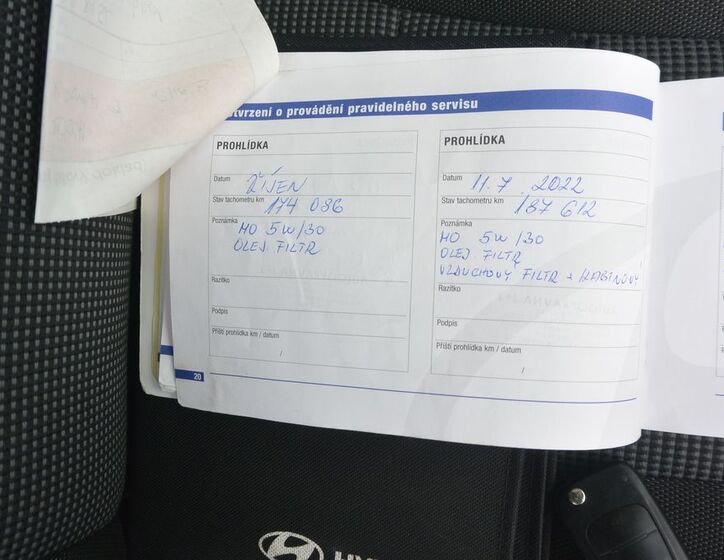 tvrzení o provádění pravidelného servisu
PROHLÍDKA
Datum ŘÍJEN
Stav tachometru km 174 086
Poznámka
MO 5W/30
OLEJ. FILTR
Razítko
Podpis
Příští prohlídka km / datum
/
PROHLÍDKA
Datum 11.7. 2022
Stav tachometru km 187 612
Poznámka
MO 5W/30
OLEJ. FILTR
VZDUCHOVÝ FILTR + KABINOVÝ
Razítko
Podpis
Příští prohlídka km / datum
/
20